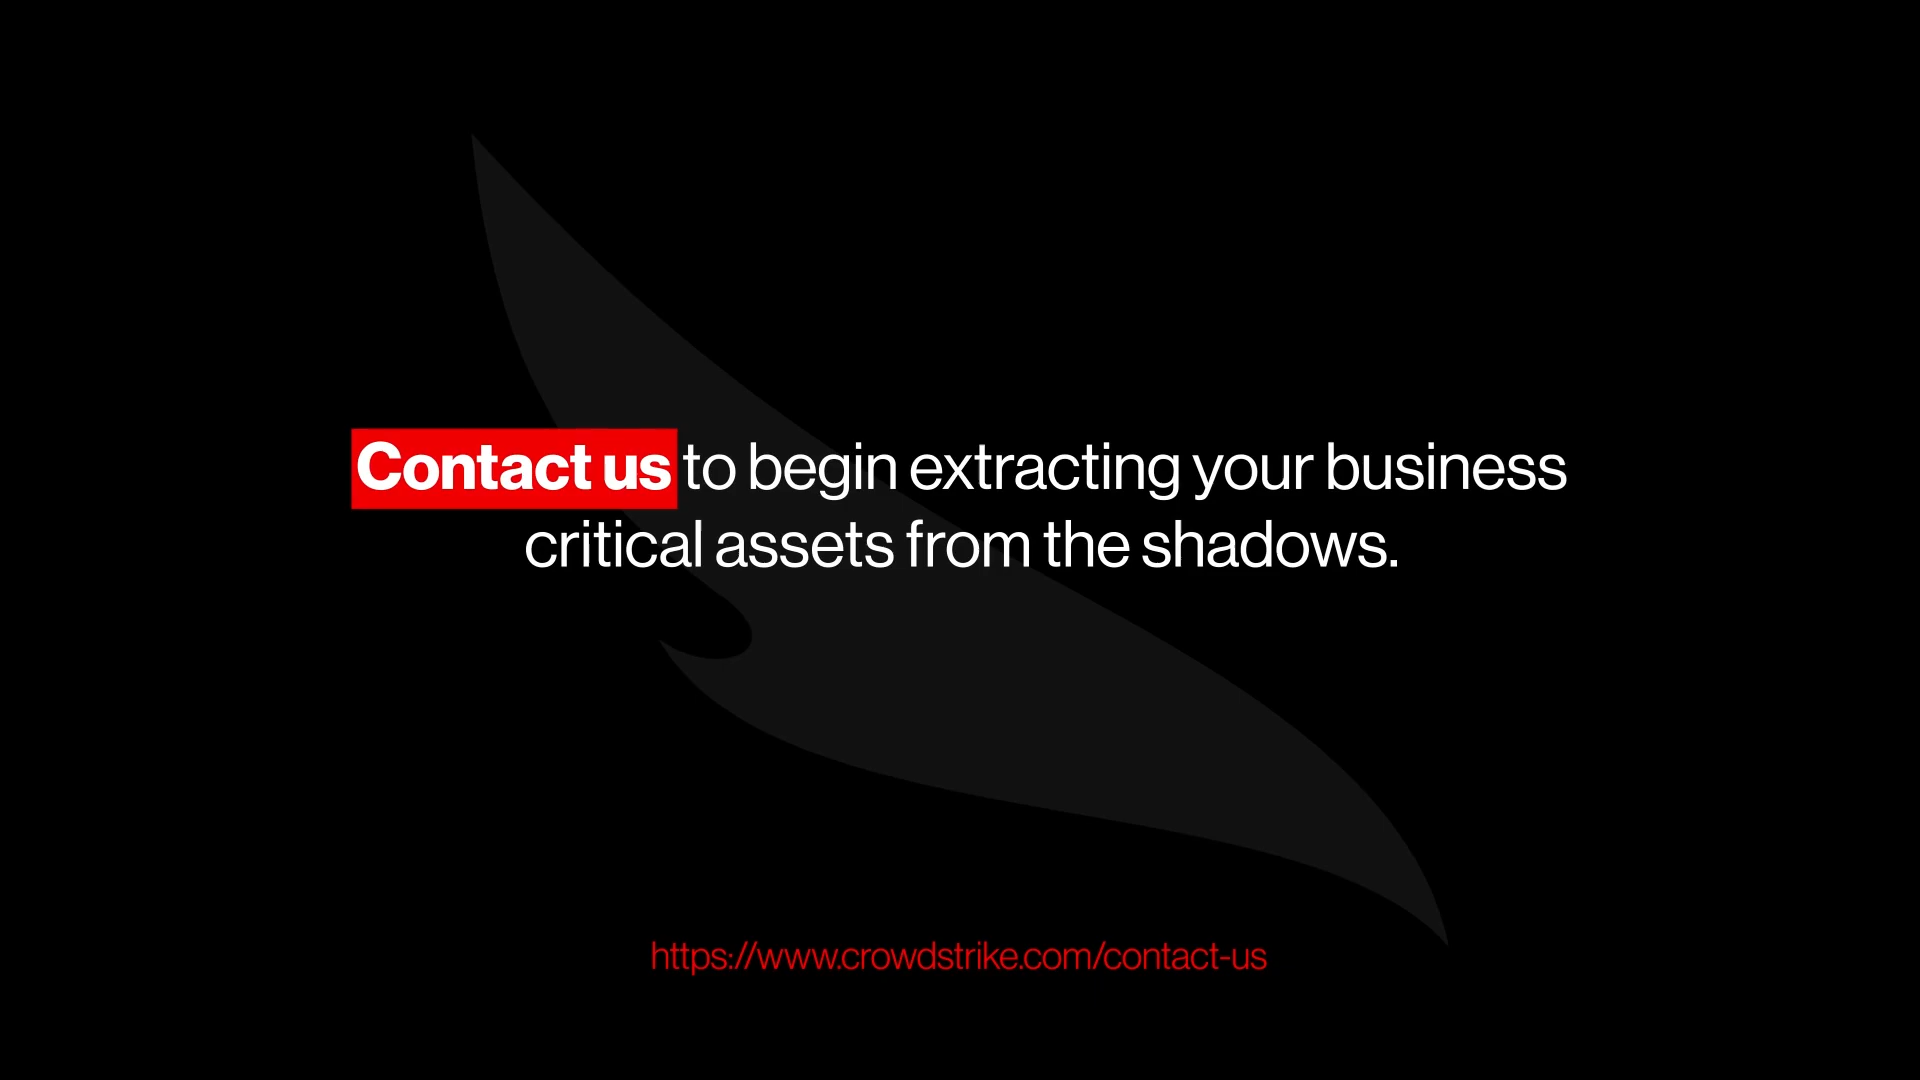 Contact us to begin extracting your business
critical assets from the shadows.
https://www.crowdstrike.com/contact-us